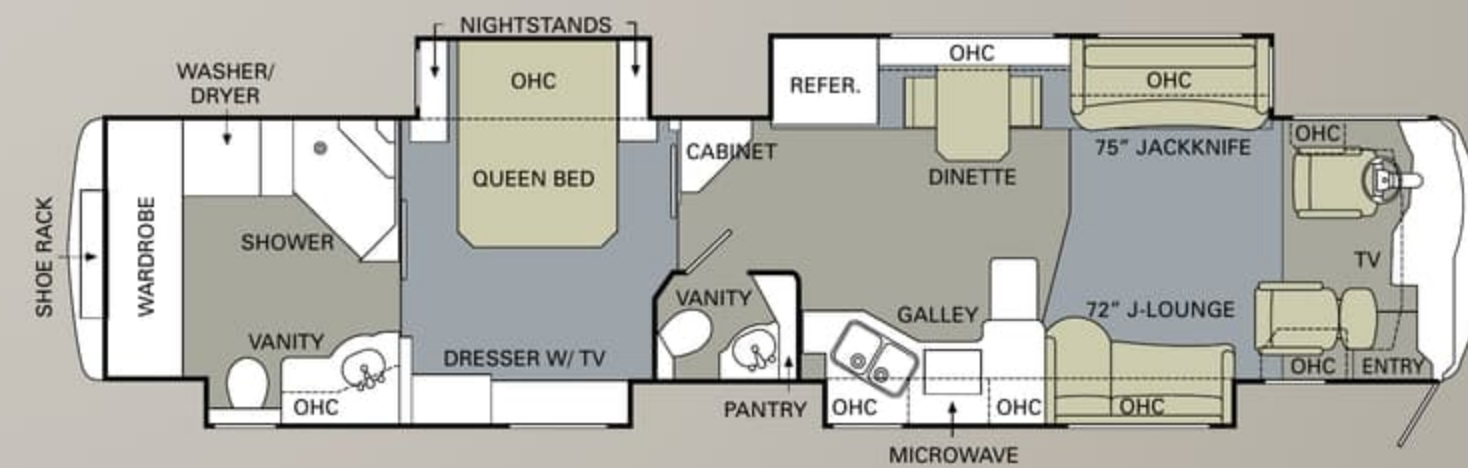 NIGHTSTANDS
WASHER/
DRYER
OHC
QUEEN BED
SHOE RACK
WARDROBE
SHOWER
VANITY
OHC
DRESSER W/ TV
CABINET
REFER.
OHC
DINETTE
OHC
75” JACKKNIFE
OHC
TV
VANITY
PANTRY
GALLEY
OHC
MICROWAVE
OHC
72” J-LOUNGE
OHC
OHC
ENTRY